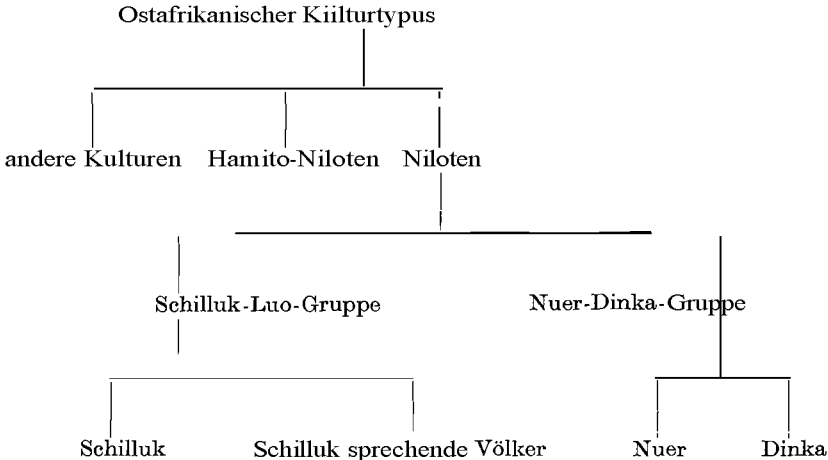 Ostafrikanischer Kiilturtypus
andere Kulturen Hamito-Niloten Niloten
Schilluk-Luo-Gruppe Nuer-Dinka-Gruppe
Schilluk Schilluk sprechende Völker Nuer Dinka